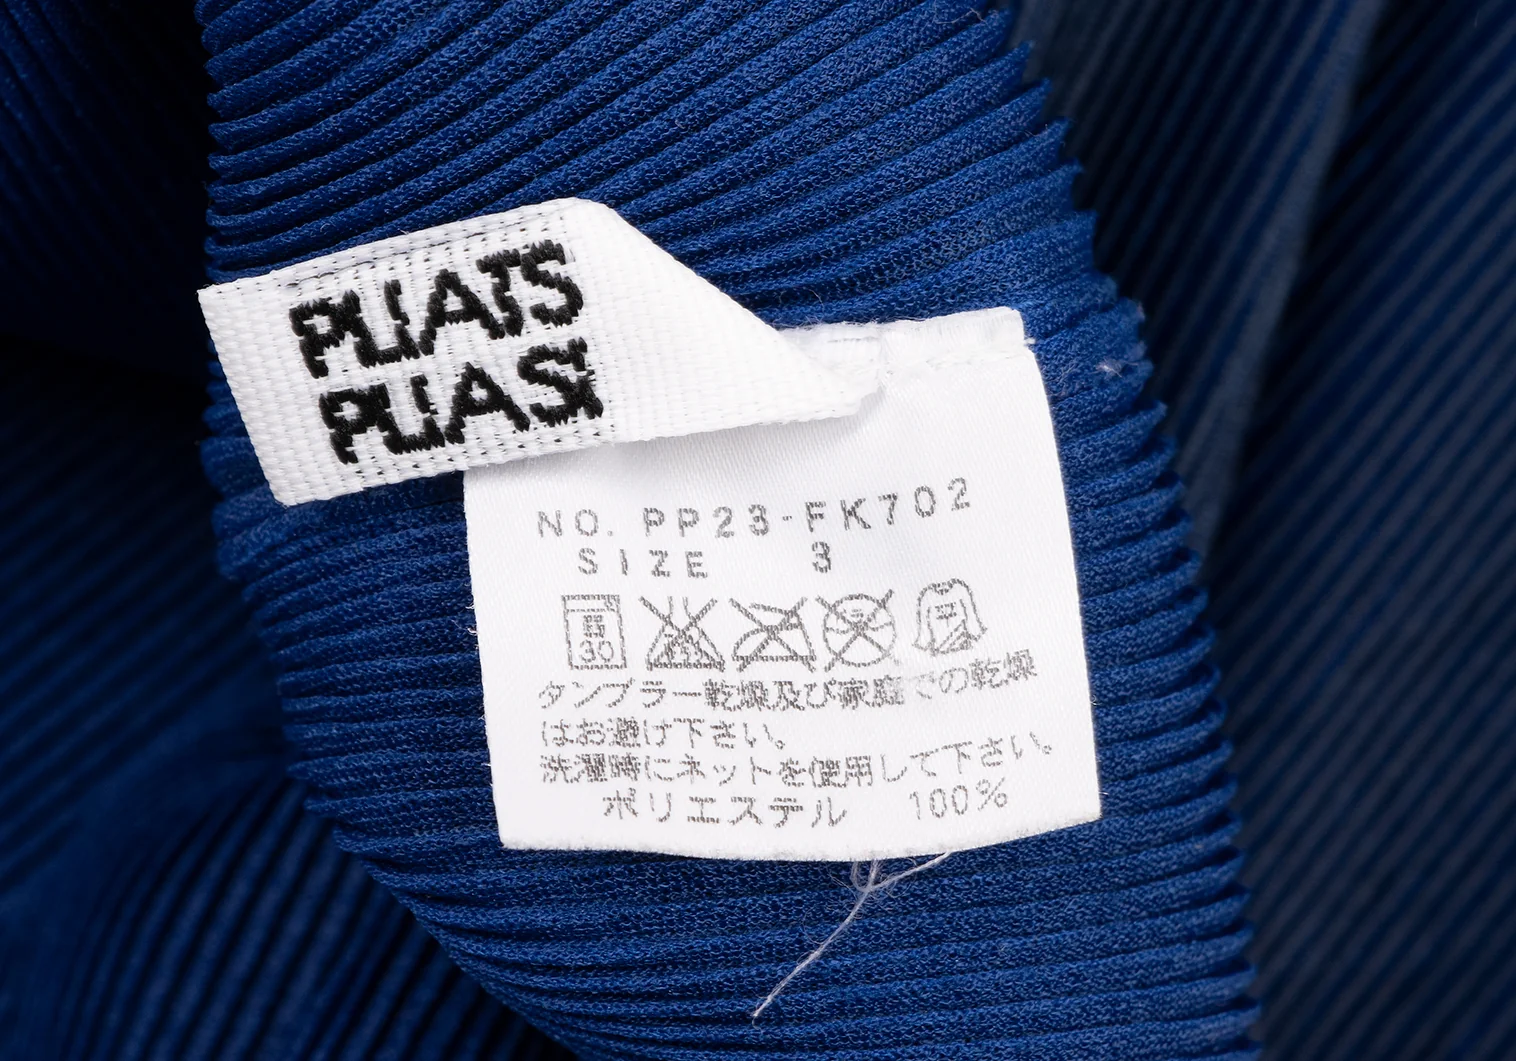 PLEATS
PLEASE
NO. PP23-FK702
SIZE 3
30
タンブラー乾燥及び家庭での乾燥
はお避け下さい。
洗濯時にネットを使用して下さい。
ポリエステル 100%